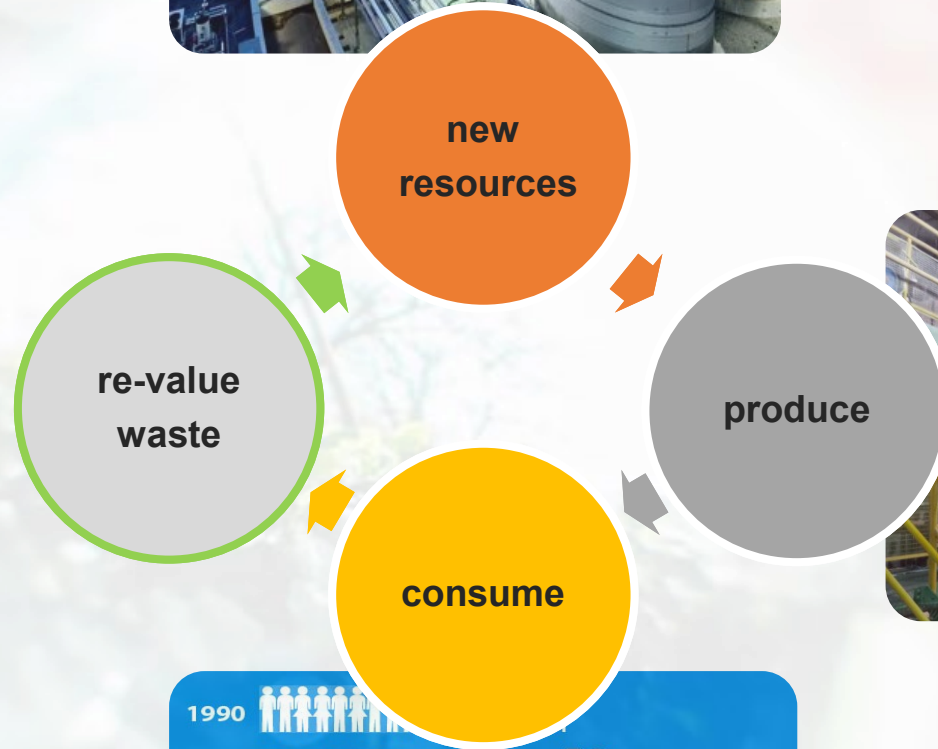 new
resources
re-value
waste
produce
consume
1990